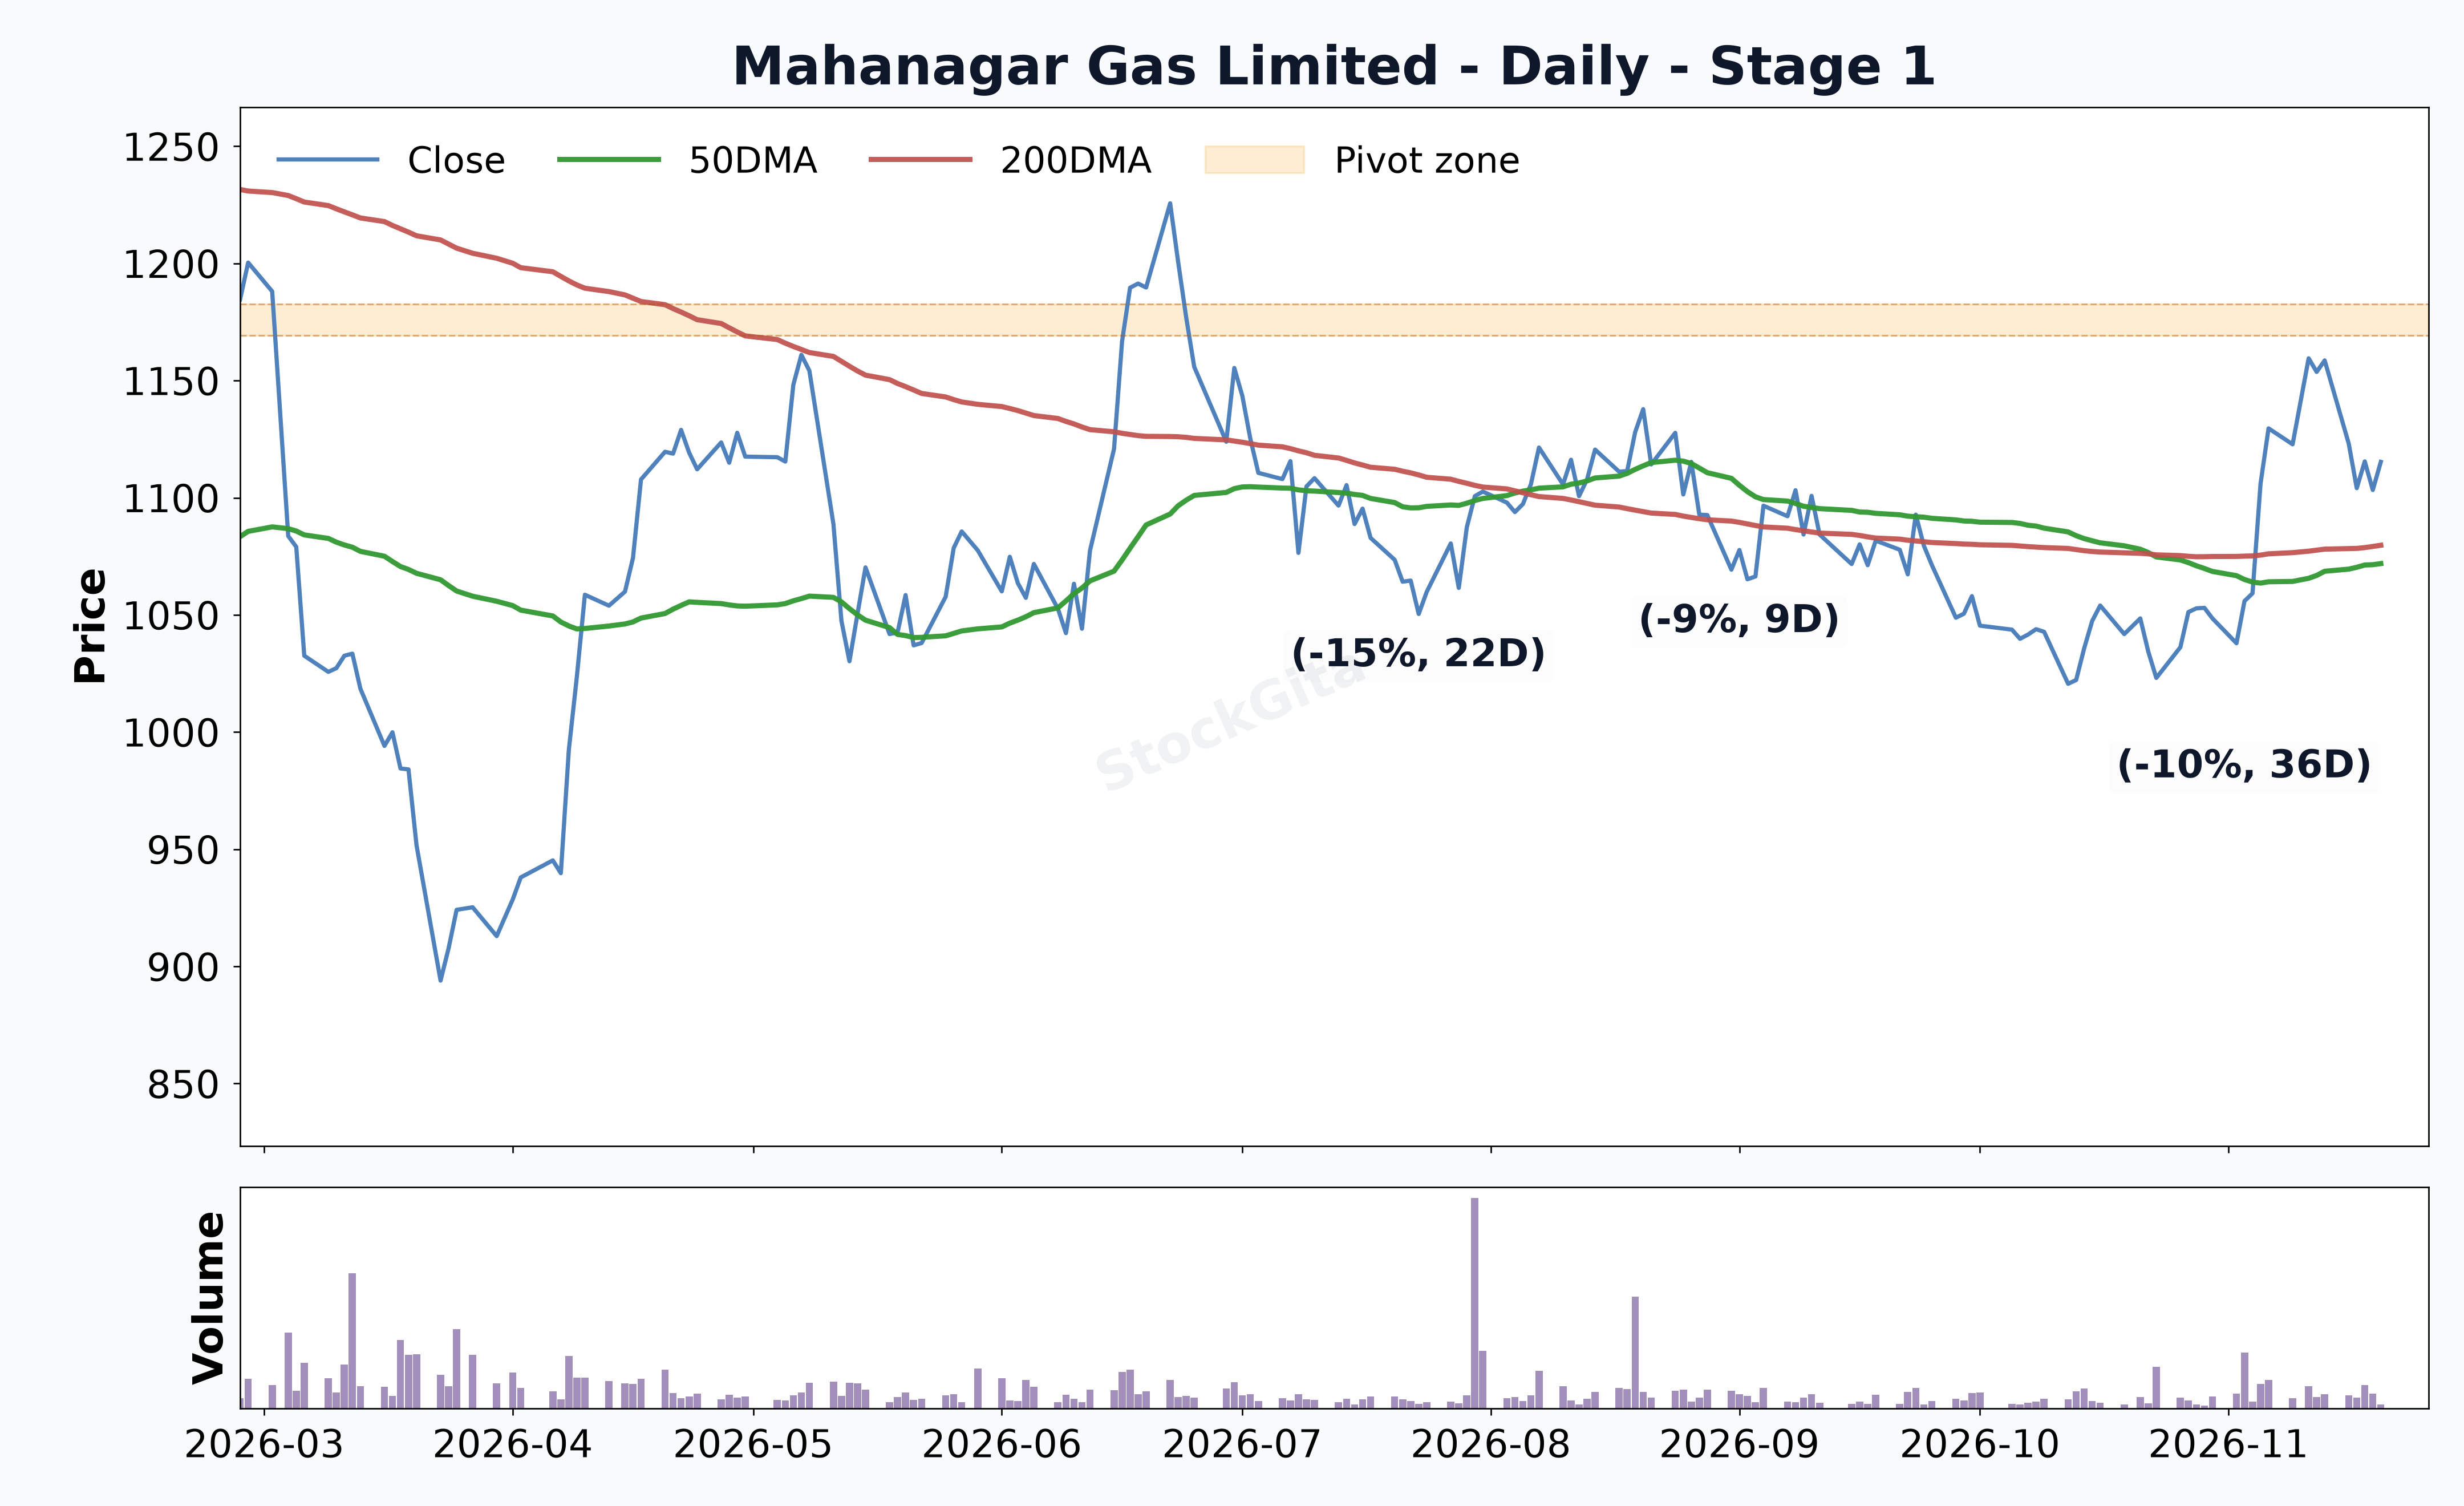 Mahanagar Gas Limited - Daily - Stage 1
Close 50DMA 200DMA Pivot zone
1250
1200
1150
1100
1050
1000
950
900
850
Price
(-15%, 22D)
(-9%, 9D)
(-10%, 36D)
StockGita
Volume
2026-03 2026-04 2026-05 2026-06 2026-07 2026-08 2026-09 2026-10 2026-11